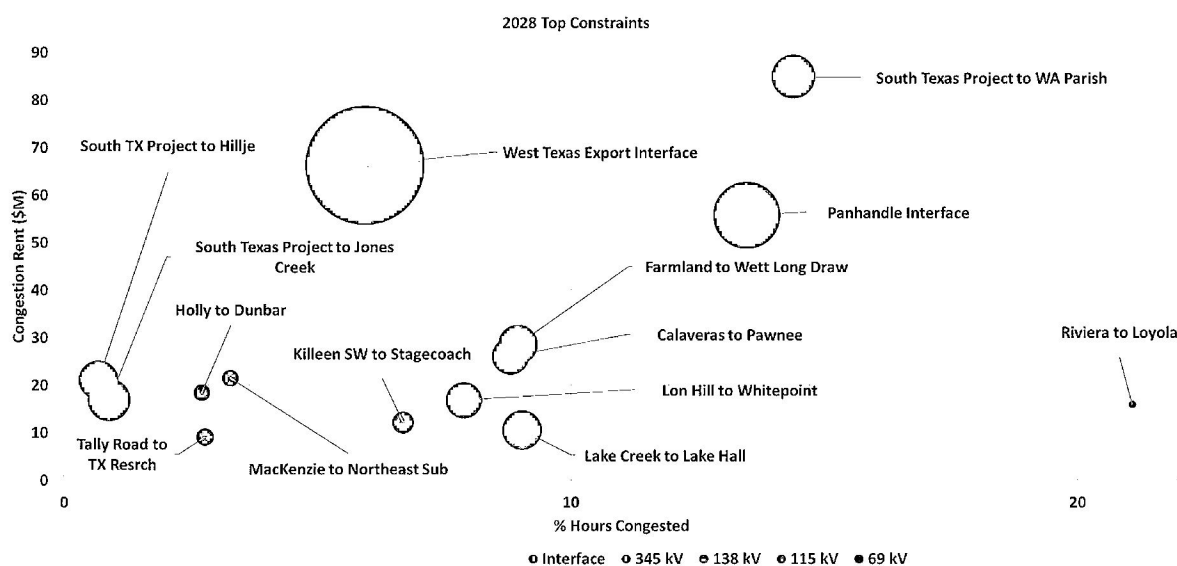 2028 Top Constraints
90
80
70
60
50
40
30
20
10
0
Congestion Rent ($M)
South Texas Project to WA Parish
South TX Project to Hillje
West Texas Export Interface
Panhandle Interface
South Texas Project to Jones
Creek
Farmland to Wett Long Draw
Holly to Dunbar
Calaveras to Pawnee
Riviera to Loyola
Killeen SW to Stagecoach
Lon Hill to Whitepoint
Tally Road to
TX Resrch
MacKenzie to Northeast Sub
Lake Creek to Lake Hall
0
10
20
% Hours Congested
Interface 345 kV 138 kV 115 kV 69 kV